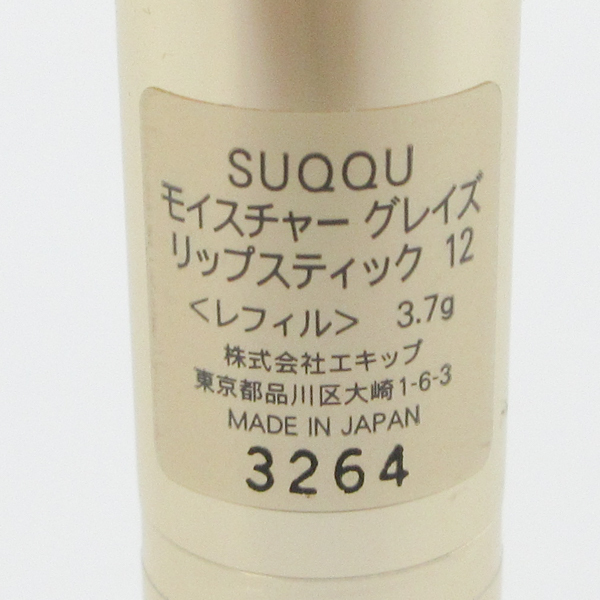 SUQQU
モイスチャー グレイズ
リップスティック 12
<レフィル> 3.7g
株式会社エキップ
東京都品川区大崎1-6-3
MADE IN JAPAN
3264